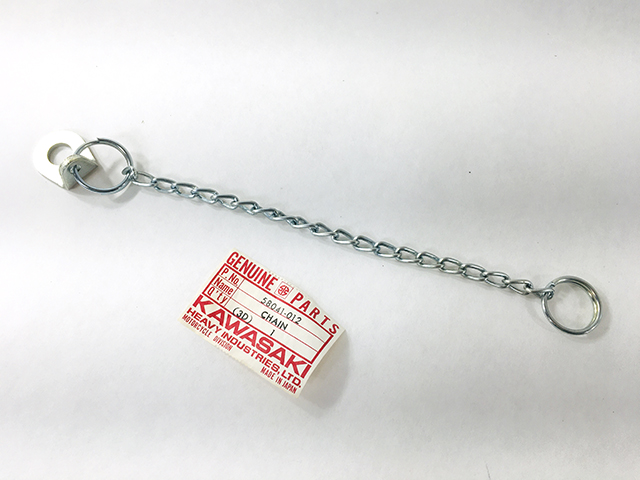 GENUINE PARTS
P.No. 58041-012
Name CHAIN
Q'ty (3D) 1
KAWASAKI
HEAVY INDUSTRIES, LTD.
MOTORCYCLE DIVISION
MADE IN JAPAN